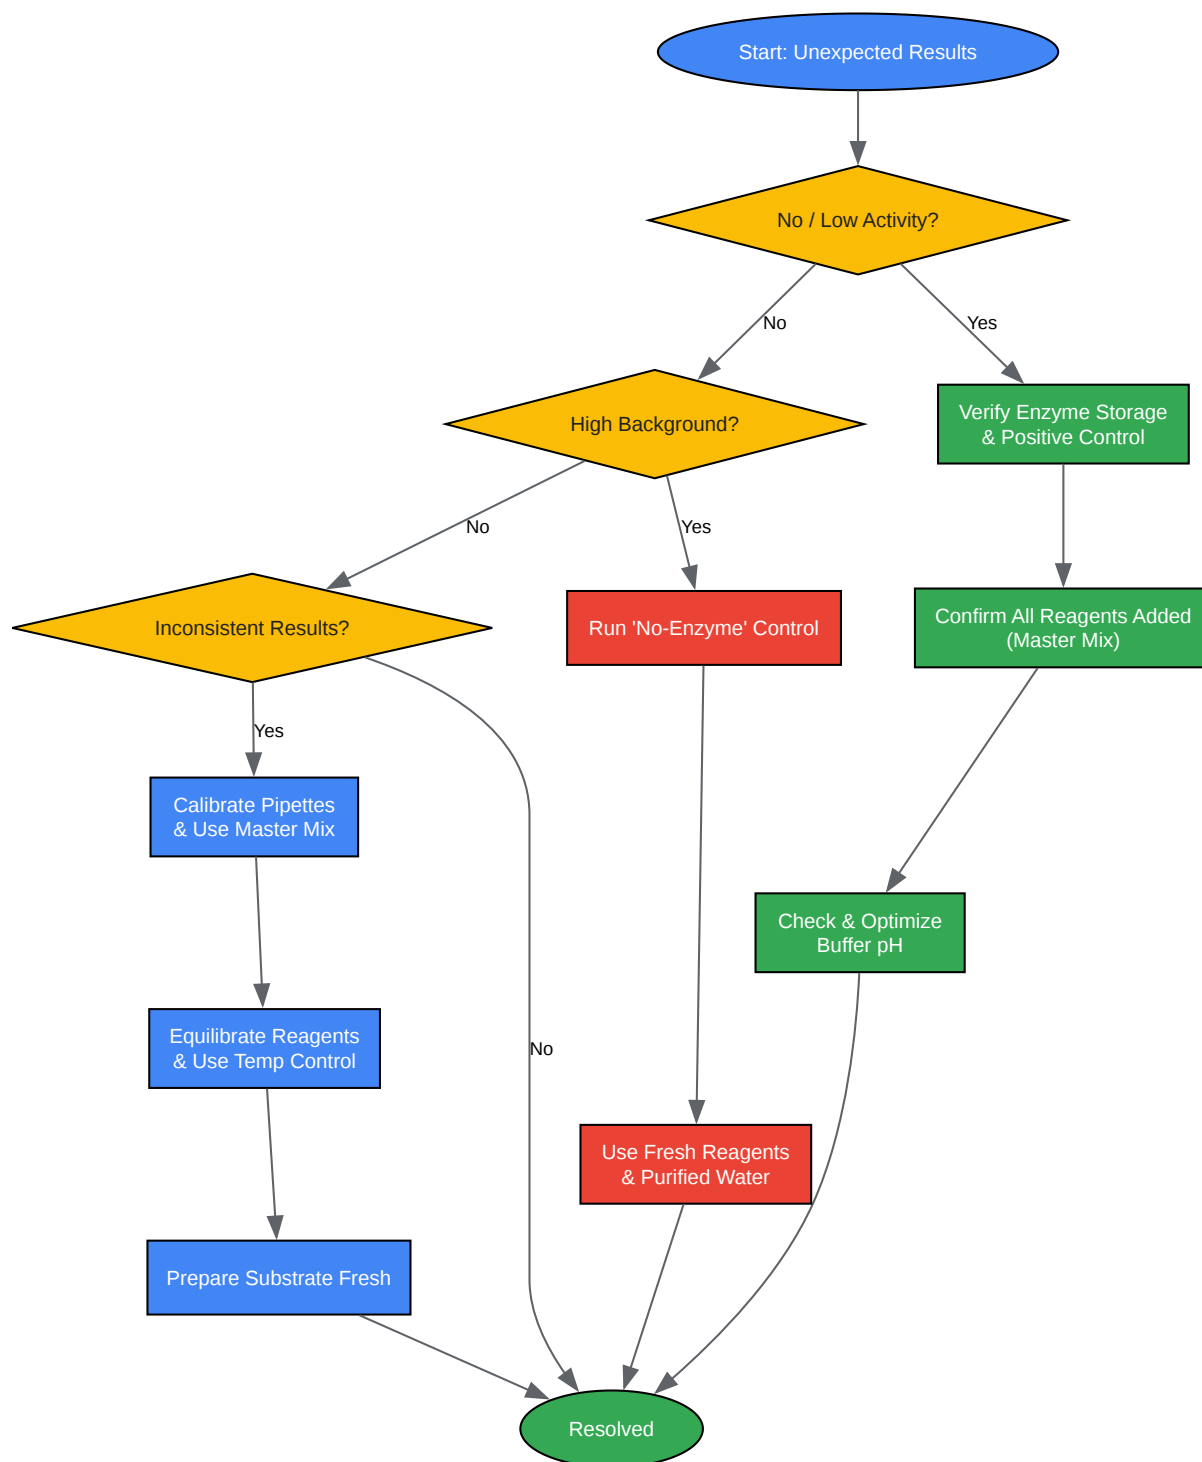 Start: Unexpected Results
No / Low Activity?
No
Yes
High Background?
Verify Enzyme Storage
& Positive Control
No
Yes
Inconsistent Results?
Run 'No-Enzyme' Control
Confirm All Reagents Added
(Master Mix)
Yes
Calibrate Pipettes
& Use Master Mix
Check & Optimize
Buffer pH
Equilibrate Reagents
& Use Temp Control
No
Use Fresh Reagents
& Purified Water
Prepare Substrate Fresh
Resolved